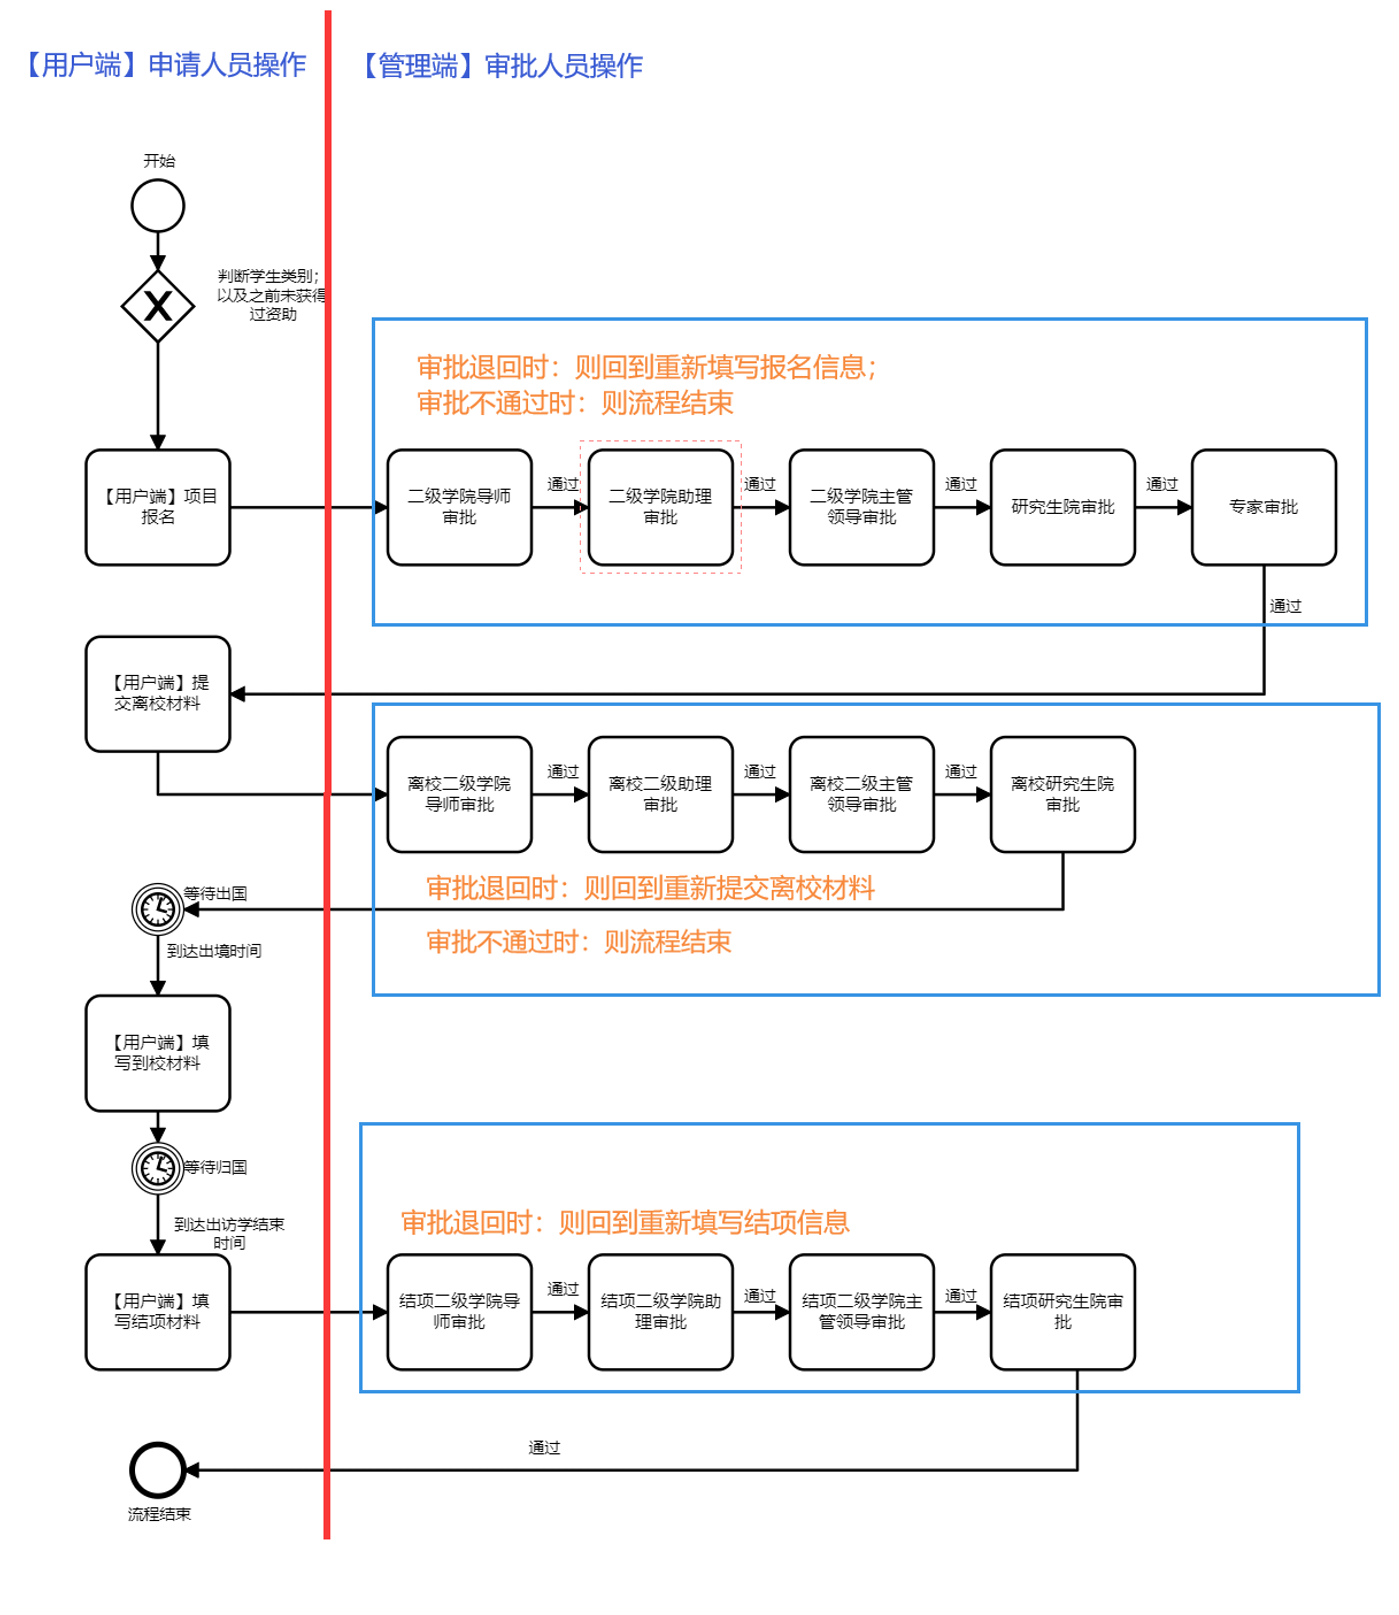 【用户端】申请人员操作
【管理端】审批人员操作
开始
判断学生类别；
以及之前未获得
过资助
X
审批退回时：则回到重新填写报名信息；
审批不通过时：则流程结束
【用户端】项目
报名
二级学院导师
审批
通过
二级学院助理
审批
通过
二级学院主管
领导审批
通过
研究生院审批
通过
专家审批
通过
【用户端】提
交离校材料
离校二级学院
导师审批
通过
离校二级助理
审批
通过
离校二级主管
领导审批
通过
离校研究生院
审批
审批退回时：则回到重新提交离校材料
等待出国
审批不通过时：则流程结束
到达出境时间
【用户端】填
写到校材料
等待归国
到达出访学结束
时间
审批退回时：则回到重新填写结项信息
【用户端】填
写结项材料
结项二级学院导
师审批
通过
结项二级学院助
理审批
通过
结项二级学院主
管领导审批
通过
结项研究生院审
批
通过
流程结束